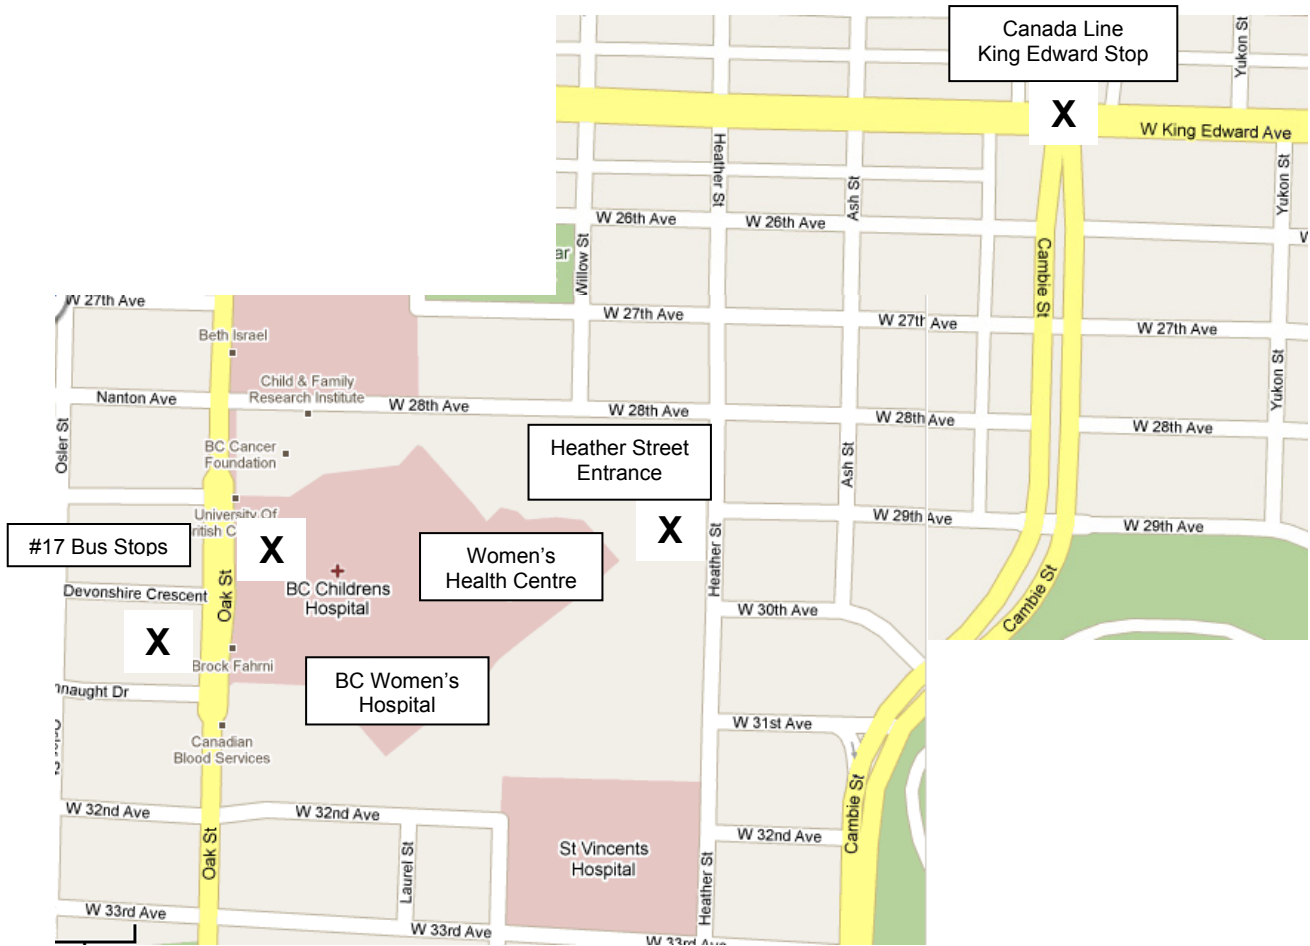 Canada Line
King Edward Stop
Yukon St
X
W King Edward Ave
Heather St
Ash St
Yukon St
W 26th Ave
W 26th Ave
Willow St
Cambie St
W 27th Ave
W 27th Ave
W 27th Ave
W 27th Ave
Beth Israel
Child & Family
Research Institute
Nanton Ave
W 28th Ave
W 28th Ave
W 28th Ave
W 28th Ave
Yukon St
Osler St
BC Cancer
Foundation
Heather Street
Entrance
Ash St
University Of
W 29th Ave
W 29th Ave
#17 Bus Stops
X
X
Women's
Health Centre
Heather St
BC Childrens
Hospital
Devonshire Crescent
Oak St
W 30th Ave
Cambie St
X
Brock Fahrni
BC Women's
Hospital
W 31st Ave
Canadian
Blood Services
Cambie St
W 32nd Ave
W 32nd Ave
W 32nd Ave
Oak St
Laurel St
St Vincents
Hospital
Heather St
W 33rd Ave
W 33rd Ave
W 33rd Ave